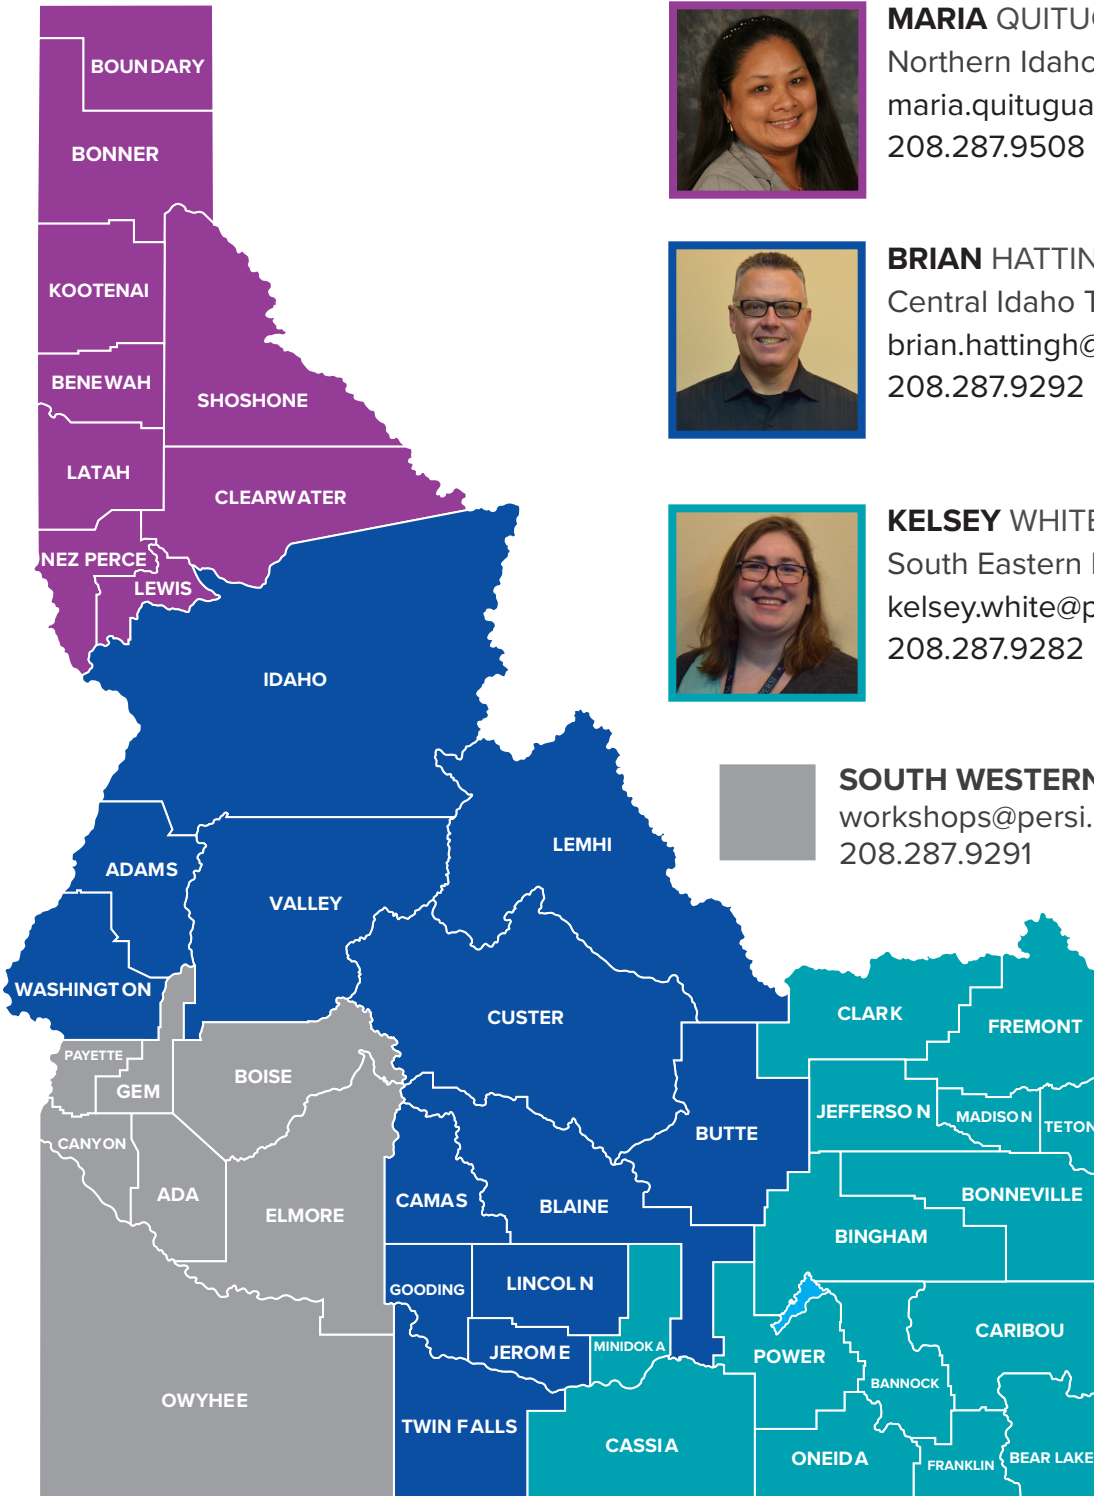 MARIA
Northern Idaho
208.287.9508
BRIAN
Central Idaho
208.287.9292
KELSEY WHITE
South Eastern
208.287.9282
SOUTH WESTERN
workshops@persi.
208.287.9291
BOUNDARY
BONNER
KOOTENAI
BENEWAH
SHOSHONE
LATAH
CLEARWATER
NEZ PERCE
LEWIS
IDAHO
LEMHI
ADAMS
VALLEY
WASHINGTON
CUSTER
CLARK
FREMONT
PAYETTE
GEM
BOISE
JEFFERSON
MADISON
TETON
BUTTE
CANYON
ADA
ELMORE
CAMAS
BLAINE
BONNEVILLE
BINGHAM
GOODING
LINCOLN
JEROME
MINIDOKA
POWER
CARIBOU
BANNOCK
OWYHEE
TWIN FALLS
CASSIA
ONEIDA
FRANKLIN
BEAR LAKE